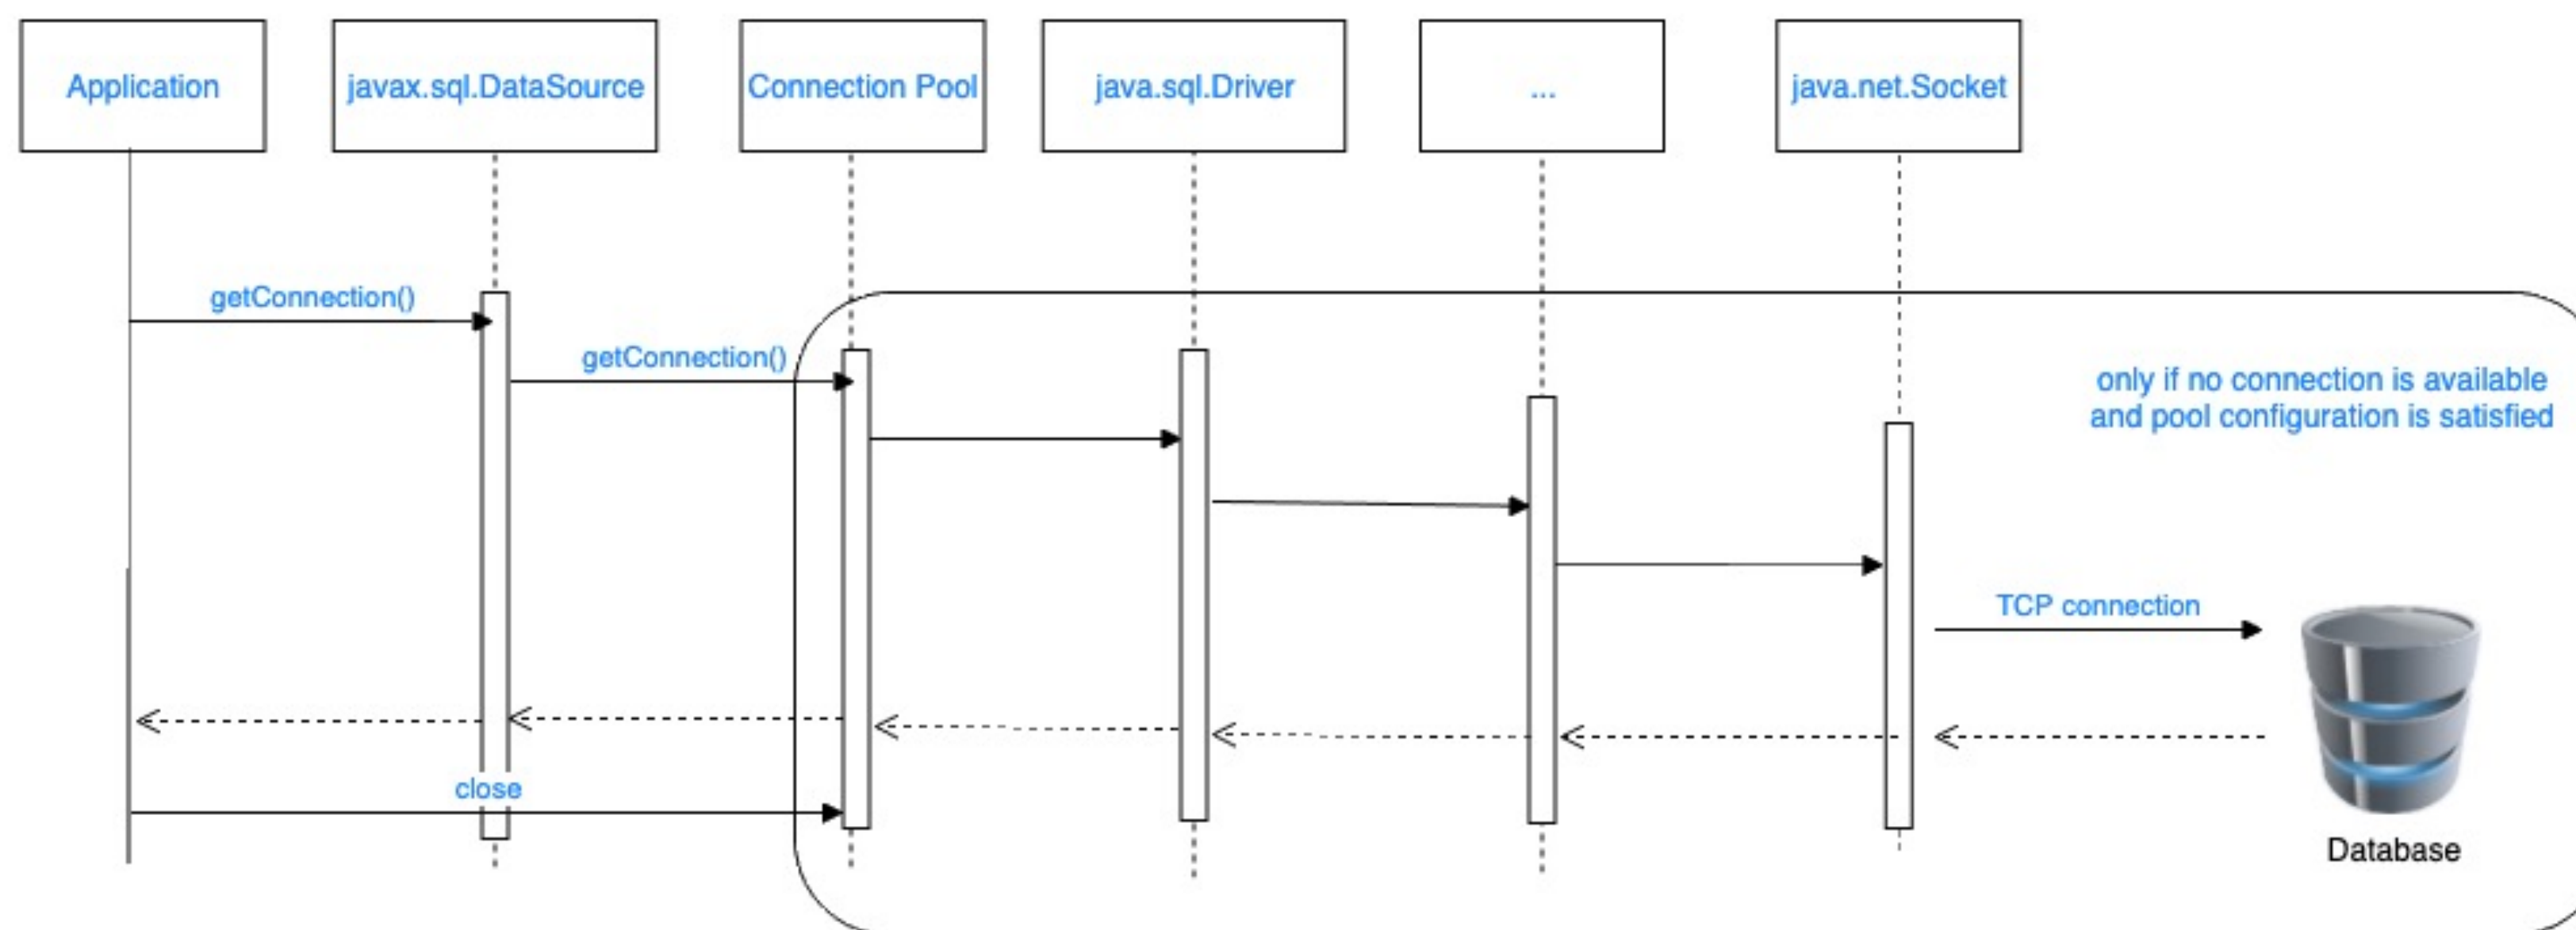 Application
javax.sql.DataSource
Connection Pool
java.sql.Driver
...
java.net.Socket
getConnection()
getConnection()
only if no connection is available
and pool configuration is satisfied
TCP connection
close
Database